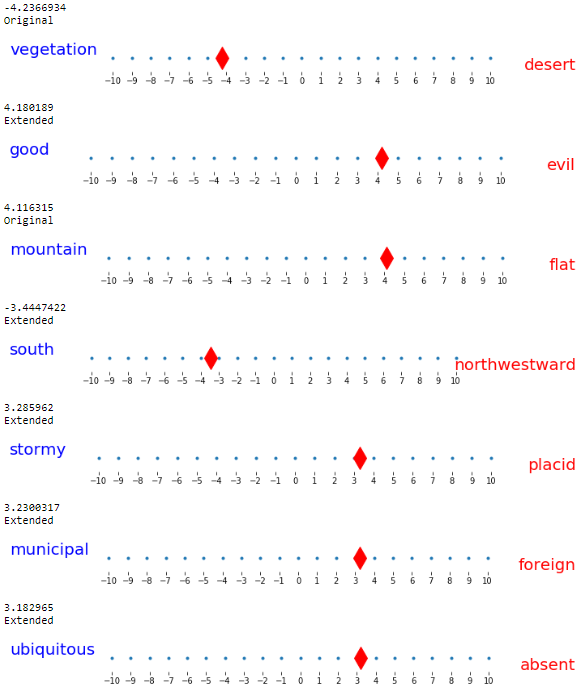 -4.2366934
Original
vegetation
desert
−10 −9 −8 −7 −6 −5 −4 −3 −2 −1 0 1 2 3 4 5 6 7 8 9 10
4.180189
Extended
good
evil
−10 −9 −8 −7 −6 −5 −4 −3 −2 −1 0 1 2 3 4 5 6 7 8 9 10
4.116315
Original
mountain
flat
−10 −9 −8 −7 −6 −5 −4 −3 −2 −1 0 1 2 3 4 5 6 7 8 9 10
-3.4447422
Extended
south
northwestward
−10 −9 −8 −7 −6 −5 −4 −3 −2 −1 0 1 2 3 4 5 6 7 8 9 10
3.285962
Extended
stormy
placid
−10 −9 −8 −7 −6 −5 −4 −3 −2 −1 0 1 2 3 4 5 6 7 8 9 10
3.2300317
Extended
municipal
foreign
−10 −9 −8 −7 −6 −5 −4 −3 −2 −1 0 1 2 3 4 5 6 7 8 9 10
3.182965
Extended
ubiquitous
absent
−10 −9 −8 −7 −6 −5 −4 −3 −2 −1 0 1 2 3 4 5 6 7 8 9 10